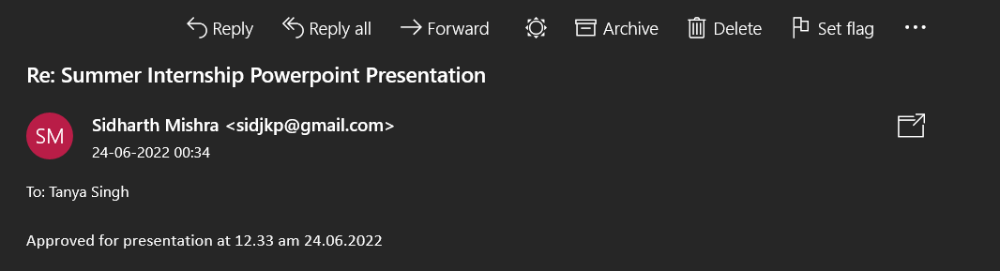 Reply Reply all Forward Archive Delete Set flag
Re: Summer Internship Powerpoint Presentation
SM
Sidharth Mishra <sidjkp@gmail.com>
24-06-2022 00:34
To: Tanya Singh
Approved for presentation at 12.33 am 24.06.2022